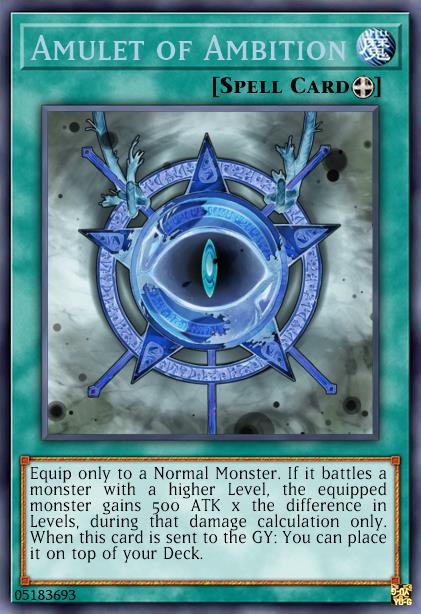 Amulet of Ambition
[Spell Card]
Equip only to a Normal Monster. If it battles
a monster with a higher Level, the equipped
monster gains 500 ATK x the difference in
Levels, during that damage calculation only.
When this card is sent to the GY: You can place
it on top of your Deck.
05183693